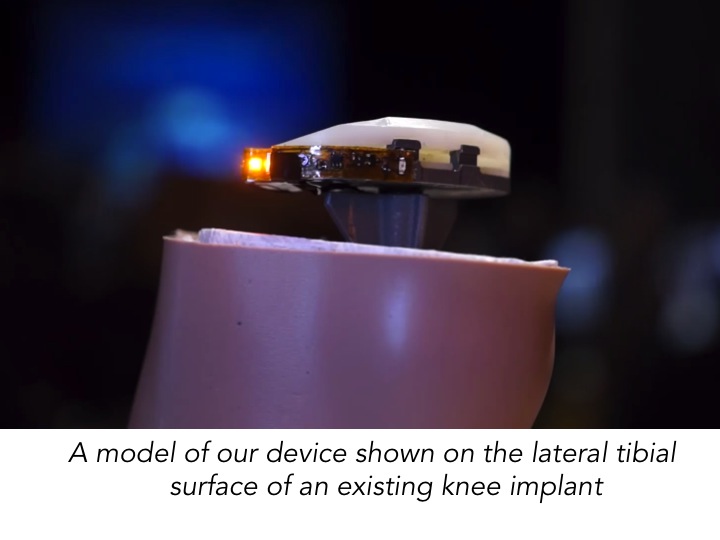 A model of our device shown on the lateral tibial
surface of an existing knee implant